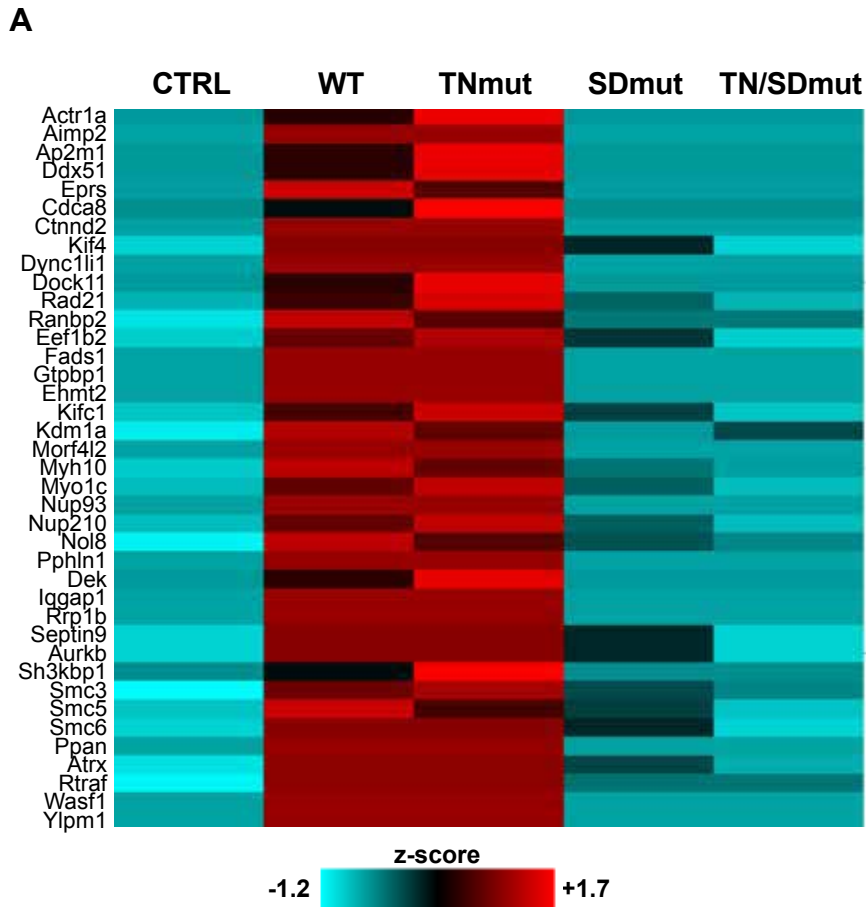 A
CTRL WT TNmut SDmut TN/SDmut
Actr1a
Aimp2
Ap2m1
Ddx51
Eprs
Cdca8
Ctnnd2
Kif4
Dync1li1
Dock11
Rad21
Ranbp2
Eef1b2
Fads1
Gtpbp1
Ehmt2
Kifc1
Kdm1a
Morf4l2
Myh10
Myo1c
Nup93
Nup210
Nol8
Pphln1
Dek
Iqgap1
Rrp1b
Septin9
Aurkb
Sh3kbp1
Smc3
Smc5
Smc6
Ppan
Atrx
Rtraf
Wasf1
Ylpm1
z-score
-1.2 +1.7